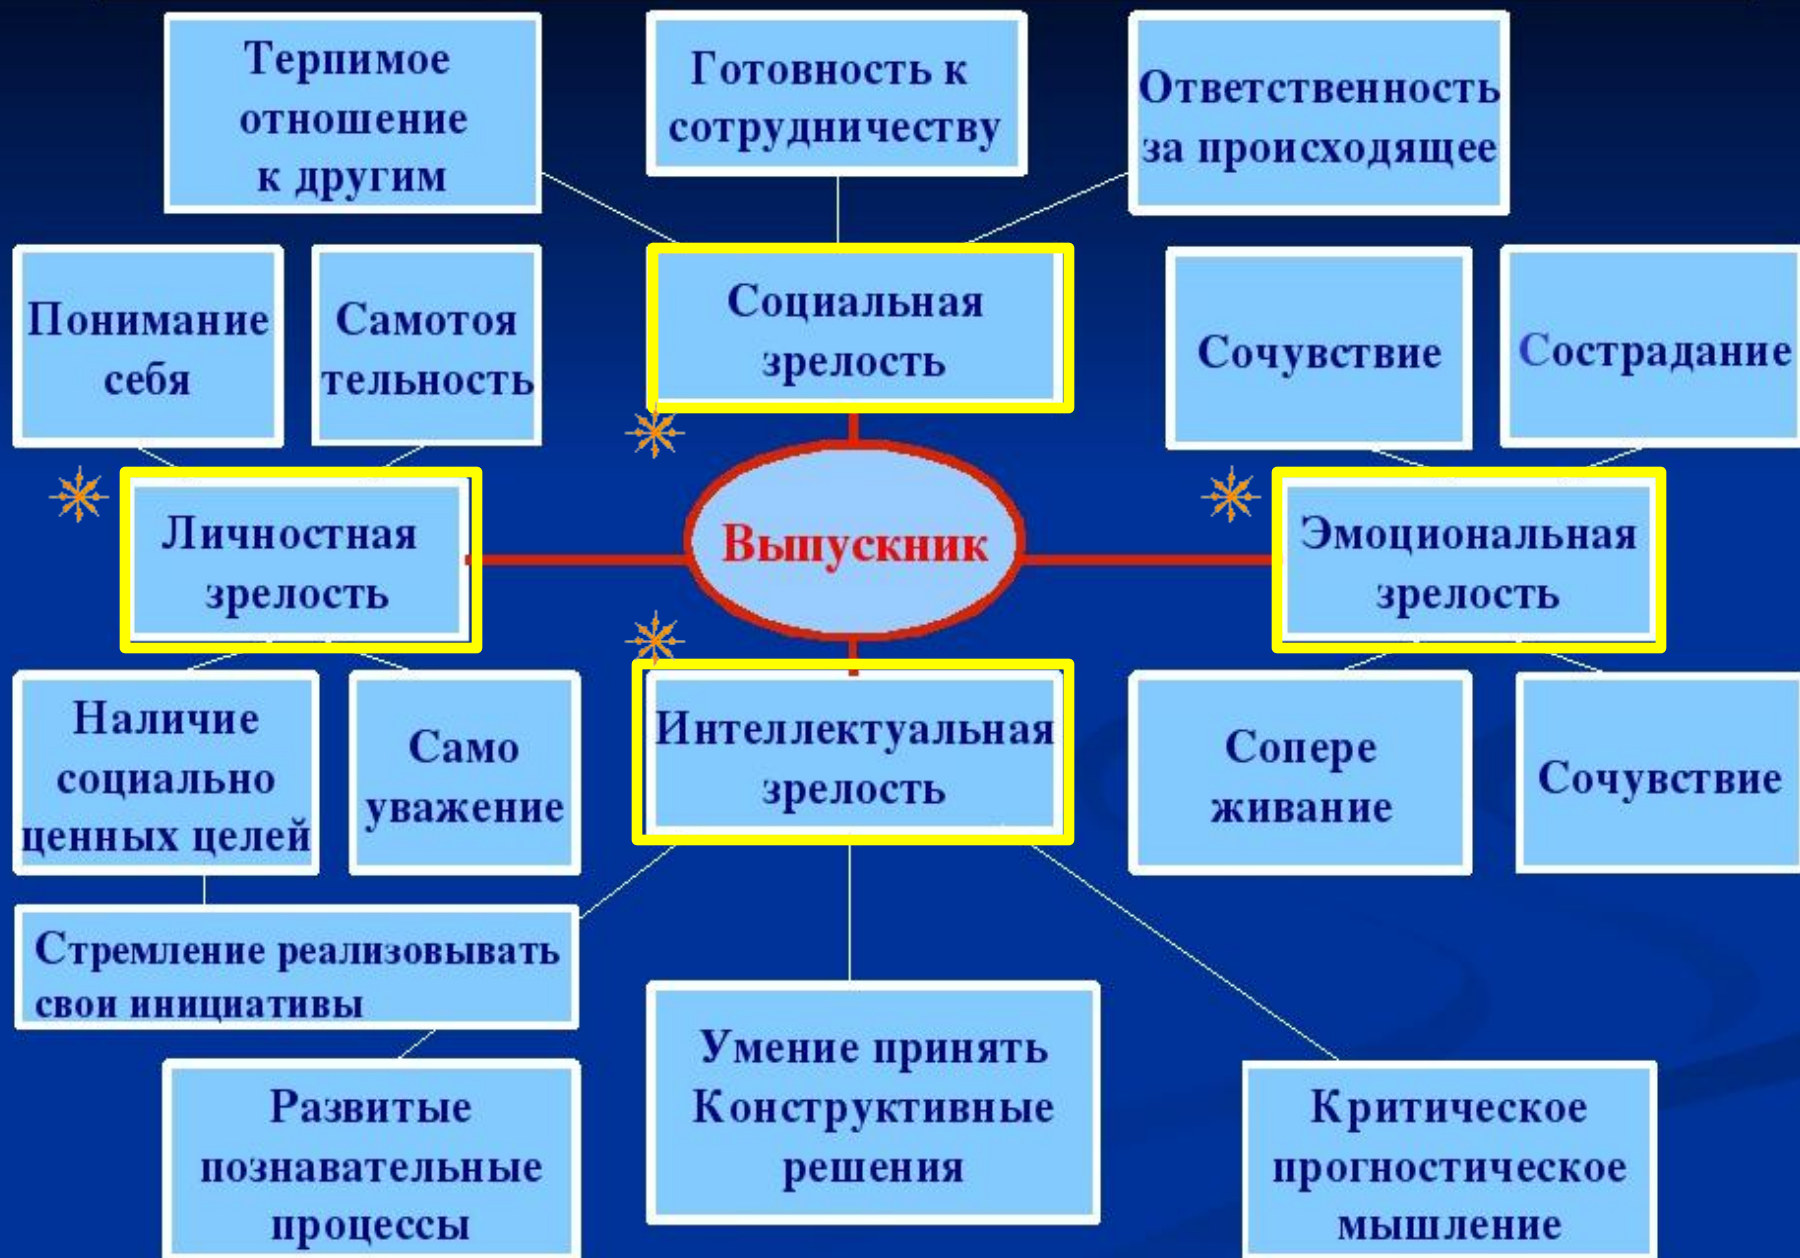 Терпимое
отношение
к другим
Готовность к
сотрудничеству
Ответственность
за происходящее
Понимание
себя
Самотоя
тельность
Социальная
зрелость
Сочувствие
Сострадание
Личностная
зрелость
Выпускник
Эмоциональная
зрелость
Наличие
социально
ценных целей
Само
уважение
Интеллектуальная
зрелость
Сопере
живание
Сочувствие
Стремление реализовывать
свои инициативы
Развитые
познавательные
процессы
Умение принять
Конструктивные
решения
Критическое
прогностическое
мышление